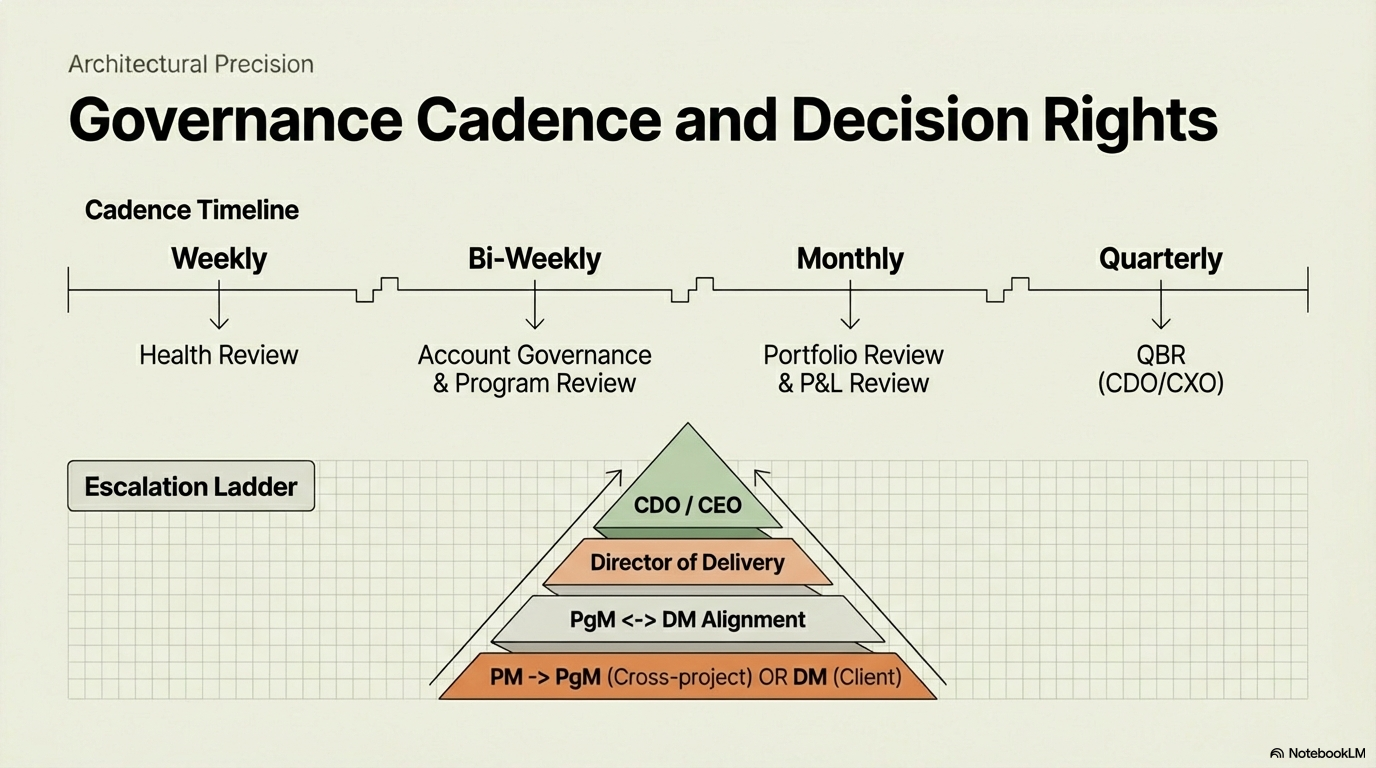 Architectural Precision
Governance Cadence and Decision Rights
Cadence Timeline
Weekly
Bi-Weekly
Monthly
Quarterly
Health Review
Account Governance
& Program Review
Portfolio Review
& P&L Review
QBR
(CDO/CXO)
Escalation Ladder
CDO / CEO
Director of Delivery
PgM <-> DM Alignment
PM -> PgM (Cross-project) OR DM (Client)
NotebookLM